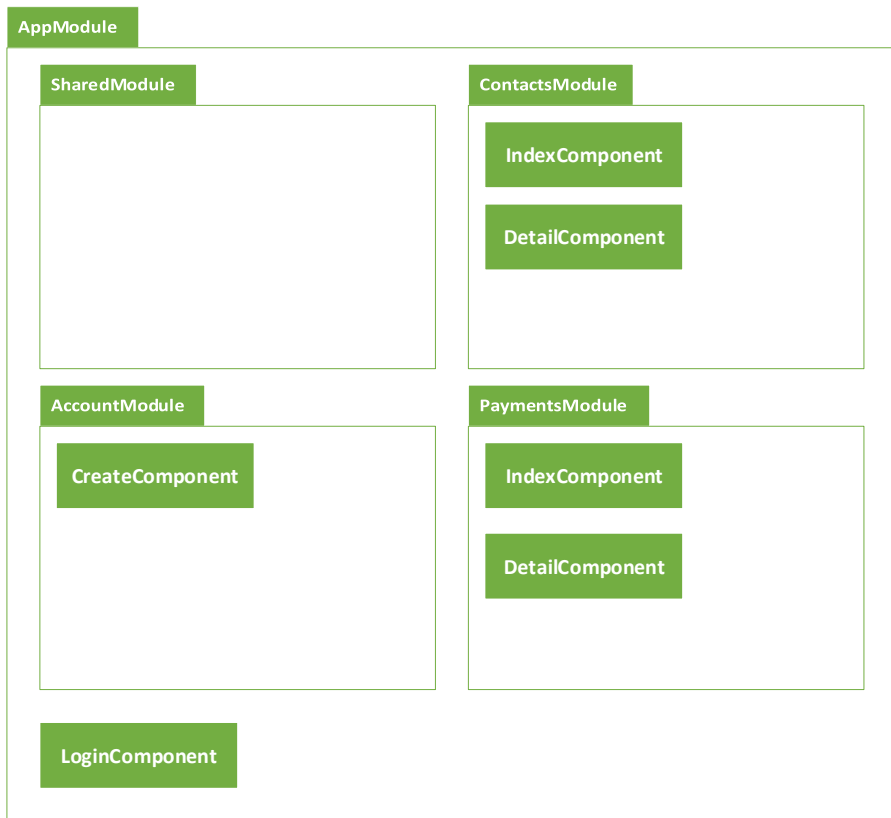 AppModule
SharedModule
ContactsModule
IndexComponent
DetailComponent
AccountModule
PaymentsModule
CreateComponent
IndexComponent
DetailComponent
LoginComponent